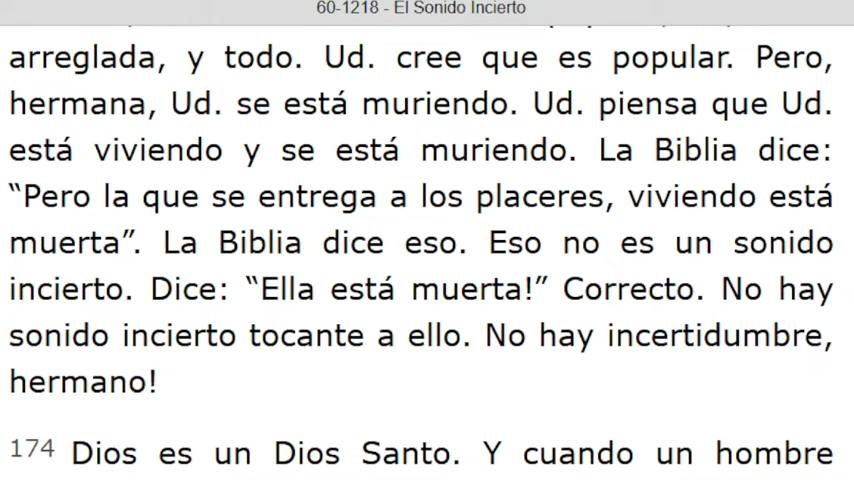 60-1218 - El Sonido Incierto
arreglada, y todo. Ud. cree que es popular. Pero,
hermana, Ud. se está muriendo. Ud. piensa que Ud.
está viviendo y se está muriendo. La Biblia dice:
“Pero la que se entrega a los placeres, viviendo está
muerta”. La Biblia dice eso. Eso no es un sonido
incierto. Dice: “Ella está muerta!” Correcto. No hay
sonido incierto tocante a ello. No hay incertidumbre,
hermano!
174 Dios es un Dios Santo. Y cuando un hombre